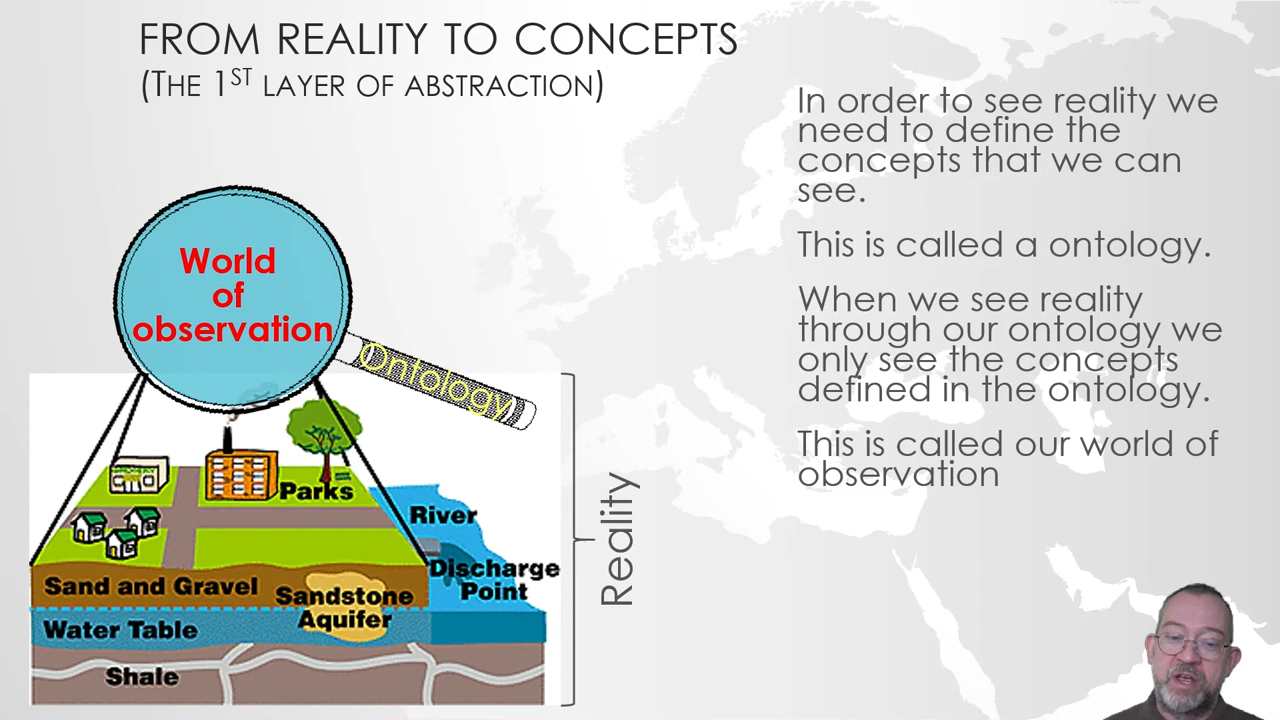 FROM REALITY TO CONCEPTS
(THE 1ST LAYER OF ABSTRACTION)
In order to see reality we
need to define the
concepts that we can
see.
This is called a ontology.
When we see reality
through our ontology we
only see the concepts
defined in the ontology.
This is called our world of
observation
World
of
observation
Ontology
Parks
River
Discharge
Point
Sand and Gravel
Sandstone
Aquifer
Water Table
Shale
Reality